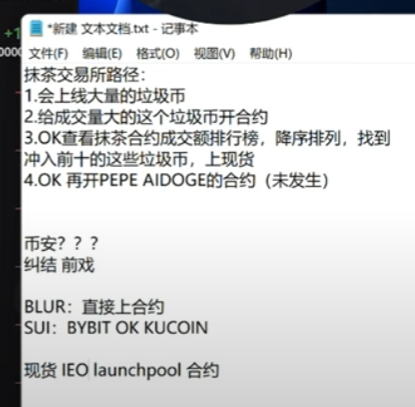 *新建 文本文档.txt - 记事本
+1
文件(F) 编辑(E) 格式(O) 视图(V) 帮助(H)
抹茶交易所路径：
1.会上线大量的垃圾币
2.给成交量大的这个垃圾币开合约
3.OK查看抹茶合约成交额排行榜，降序排列，找到
冲入前十的这些垃圾币，上现货
4.OK 再开PEPE AIDOGE的合约（未发生）
币安？？？
纠结 前戏
BLUR：直接上合约
SUI：BYBIT OK KUCOIN
现货 IEO launchpool 合约